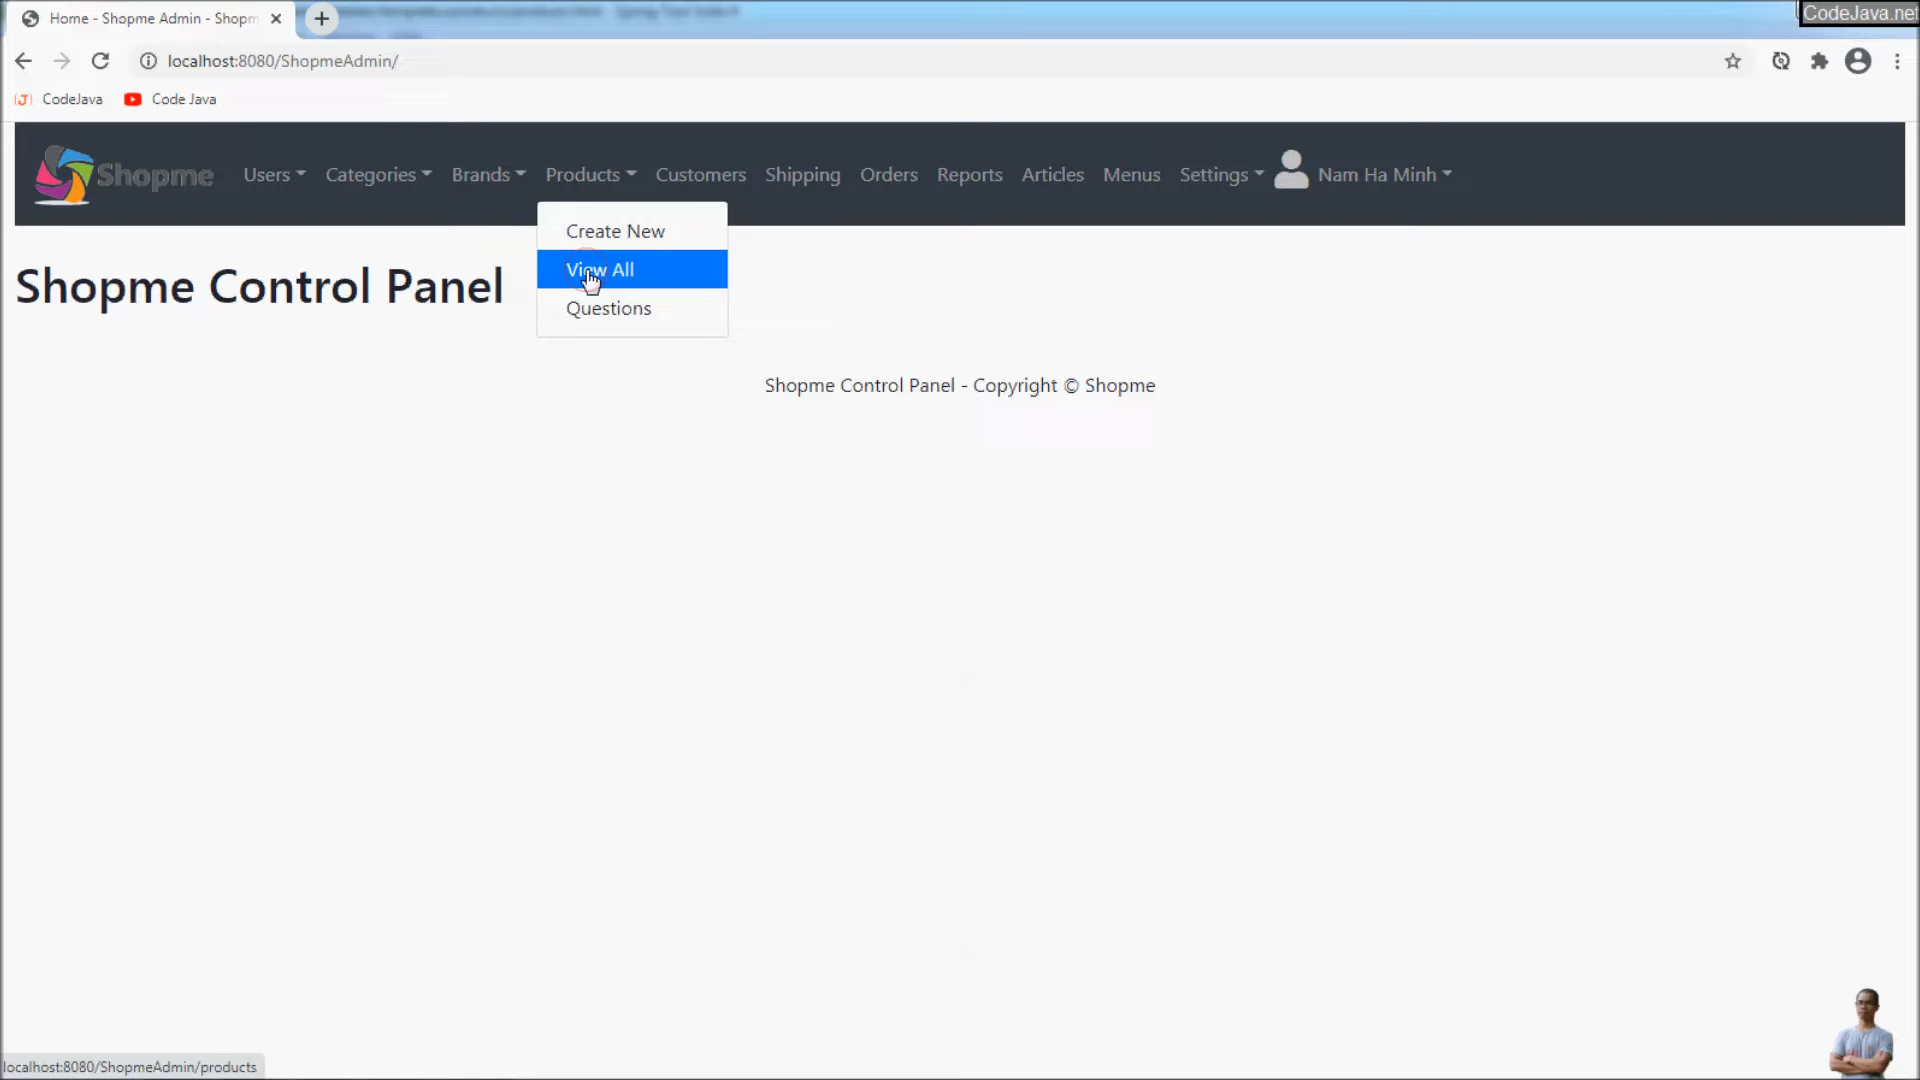 Home - Shopme Admin - Shopm
CodeJava.net
localhost:8080/ShopmeAdmin/
CodeJava Code Java
Shopme Users Categories Brands Products Customers Shipping Orders Reports Articles Menus Settings Nam Ha Minh
Create New
View All
Questions
Shopme Control Panel
Shopme Control Panel - Copyright © Shopme
localhost:8080/ShopmeAdmin/products